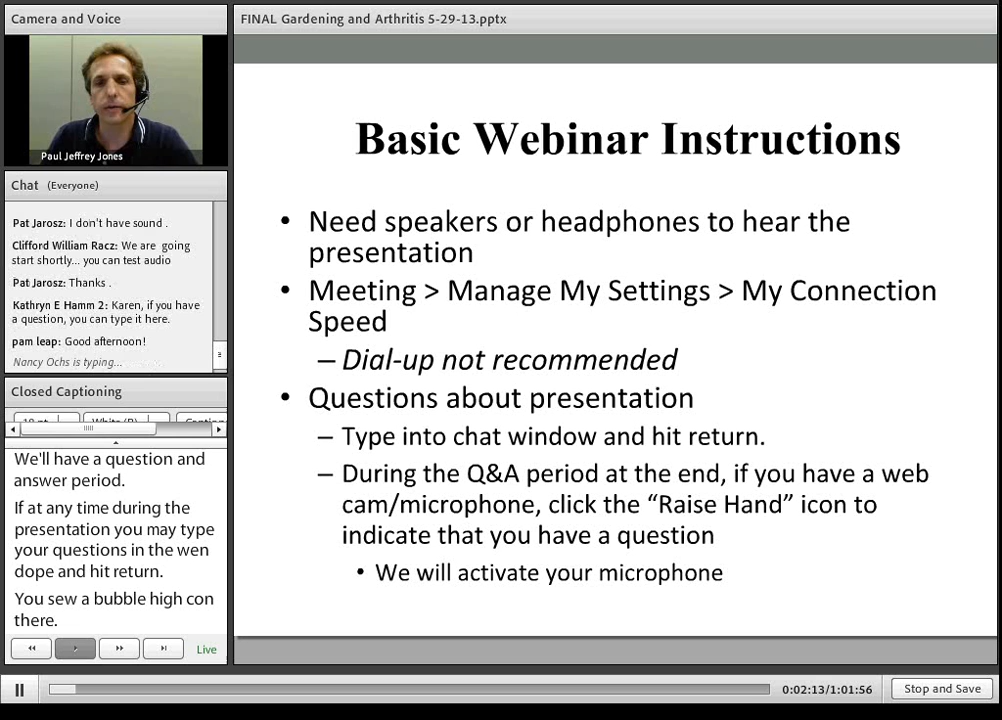 Camera and Voice
Paul Jeffrey Jones
Chat (Everyone)
Pat Jarosz: I don't have sound .
Clifford William Racz: We are going
start shortly... you can test audio
Pat Jarosz: Thanks .
Kathryn E Hamm 2: Karen, if you have
a question, you can type it here.
pam leap: Good afternoon!
Nancy Ochs is typing...
Closed Captioning
We'll have a question and
answer period.
If at any time during the
presentation you may type
your questions in the wen
dope and hit return.
You sew a bubble high con
there.
Live
FINAL Gardening and Arthritis 5-29-13.pptx
Basic Webinar Instructions
• Need speakers or headphones to hear the
presentation
• Meeting > Manage My Settings > My Connection
Speed
– Dial-up not recommended
• Questions about presentation
– Type into chat window and hit return.
– During the Q&A period at the end, if you have a web
cam/microphone, click the “Raise Hand” icon to
indicate that you have a question
• We will activate your microphone
0:02:13/1:01:56
Stop and Save